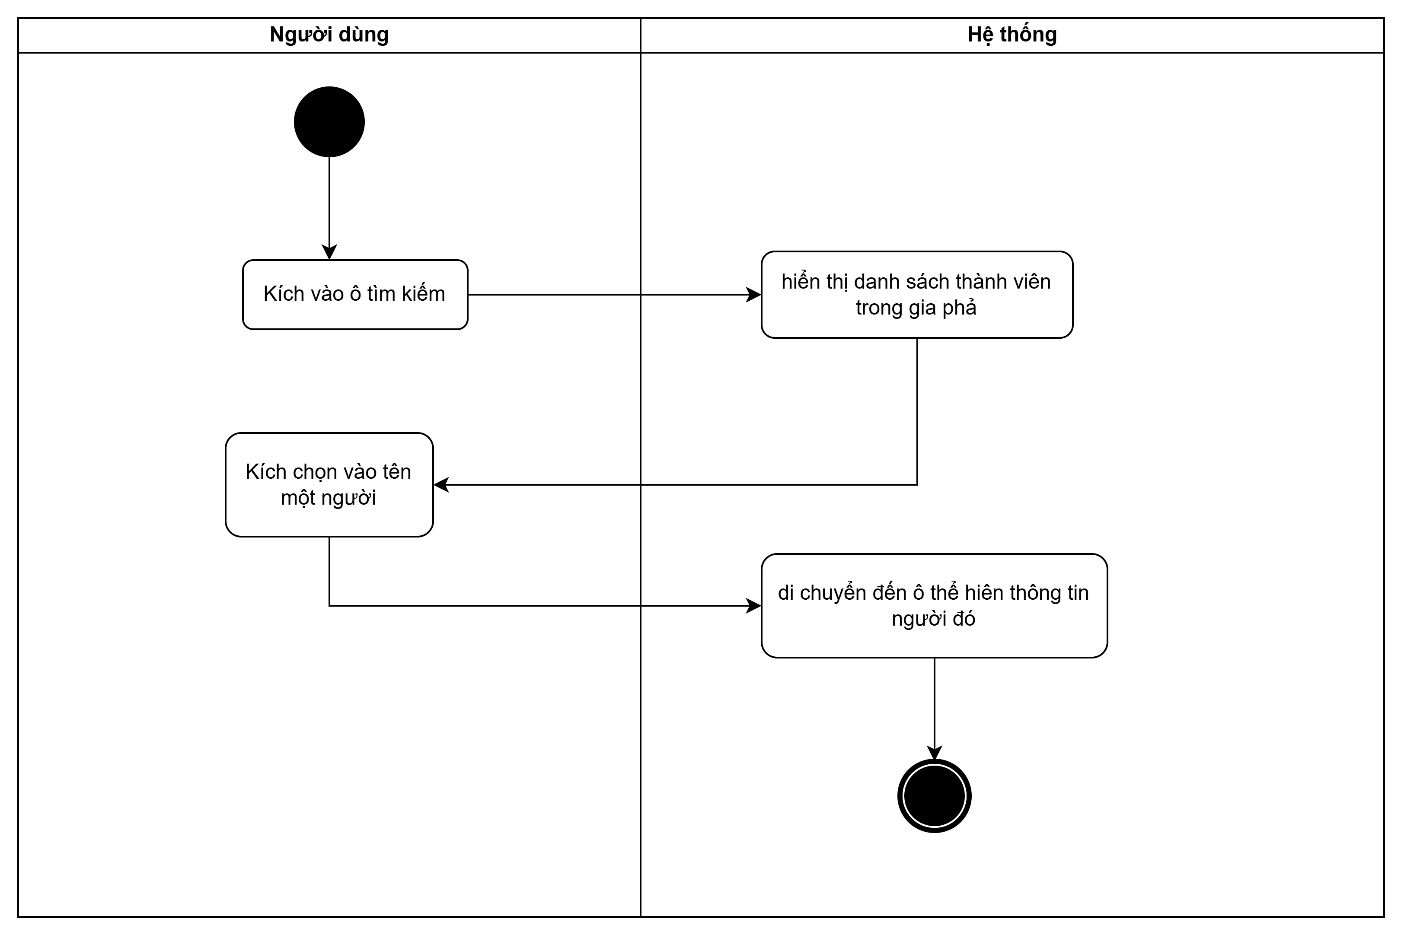 Người dùng
Hệ thống
Kích vào ô tìm kiếm
hiển thị danh sách thành viên
trong gia phả
Kích chọn vào tên
một người
di chuyển đến ô thể hiên thông tin
người đó